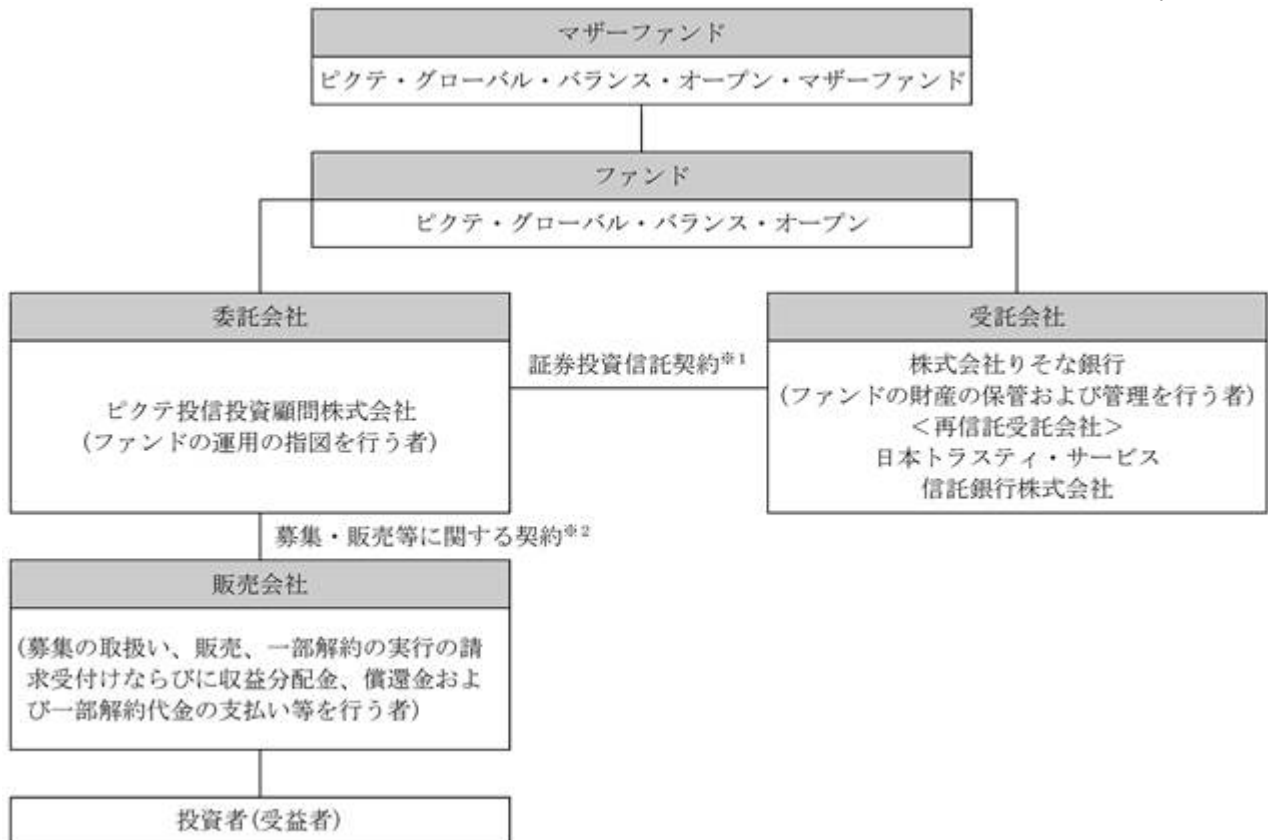 マザーファンド
ピクテ・グローバル・バランス・オープン・マザーファンド
ファンド
ピクテ・グローバル・バランス・オープン
委託会社
ピクテ投信投資顧問株式会社
(ファンドの運用の指図を行う者)
証券投資信託契約※1
受託会社
株式会社りそな銀行
(ファンドの財産の保管および管理を行う者)
<再信託受託会社>
日本トラスティ・サービス
信託銀行株式会社
募集・販売等に関する契約※2
販売会社
(募集の取扱い、販売、一部解約の実行の請
求受付けならびに収益分配金、償還金およ
び一部解約代金の支払い等を行う者)
投資者(受益者)